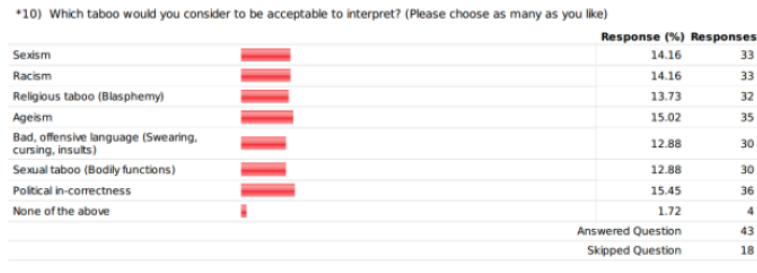 *10) Which taboo would you consider to be acceptable to interpret? (Please choose as many as you like)
Response (%) Responses
Sexism 14.16 33
Racism 14.16 33
Religious taboo (Blasphemy) 13.73 32
Ageism 15.02 35
Bad, offensive language (Swearing,
cursing, insults) 12.88 30
Sexual taboo (Bodily functions) 12.88 30
Political in-correctness 15.45 36
None of the above 1.72 4
Answered Question 43
Skipped Question 18